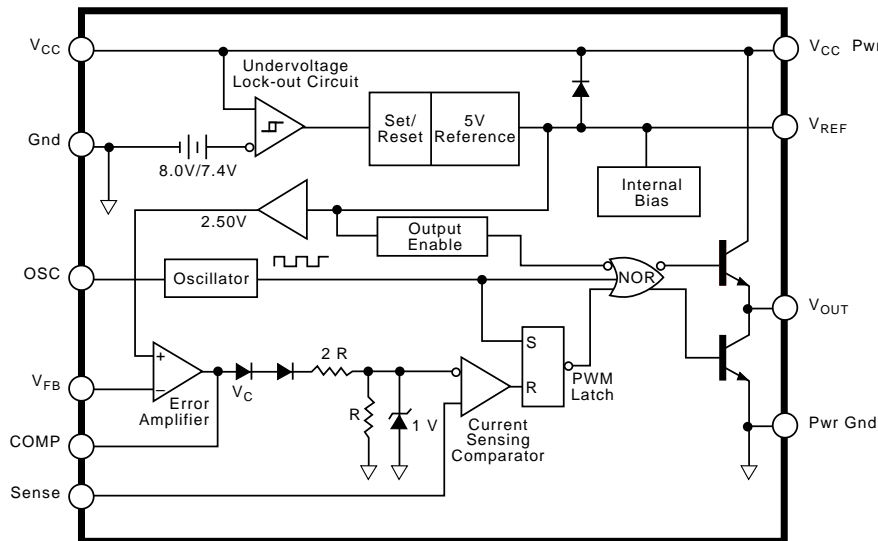 VCC
VCC Pwr
Undervoltage
Lock-out Circuit
Gnd
8.0V/7.4V
Set/
Reset
5V
Reference
VREF
Internal
Bias
2.50V
Output
Enable
OSC
Oscillator
NOR
VOUT
S
R
PWM
Latch
+
–
VFB
Error
Amplifier
VC
2 R
R
1 V
Current
Sensing
Comparator
COMP
Sense
Pwr Gnd